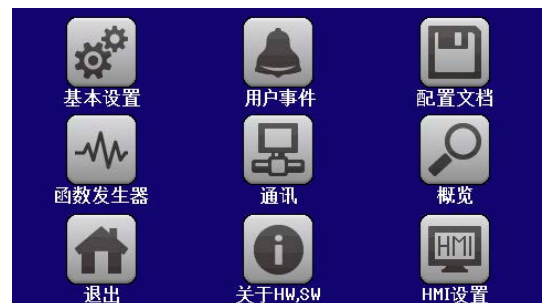 基本设置
用户事件
配置文档
函数发生器
通讯
概览
退出
关于HW,SW
HMI
HMI设置